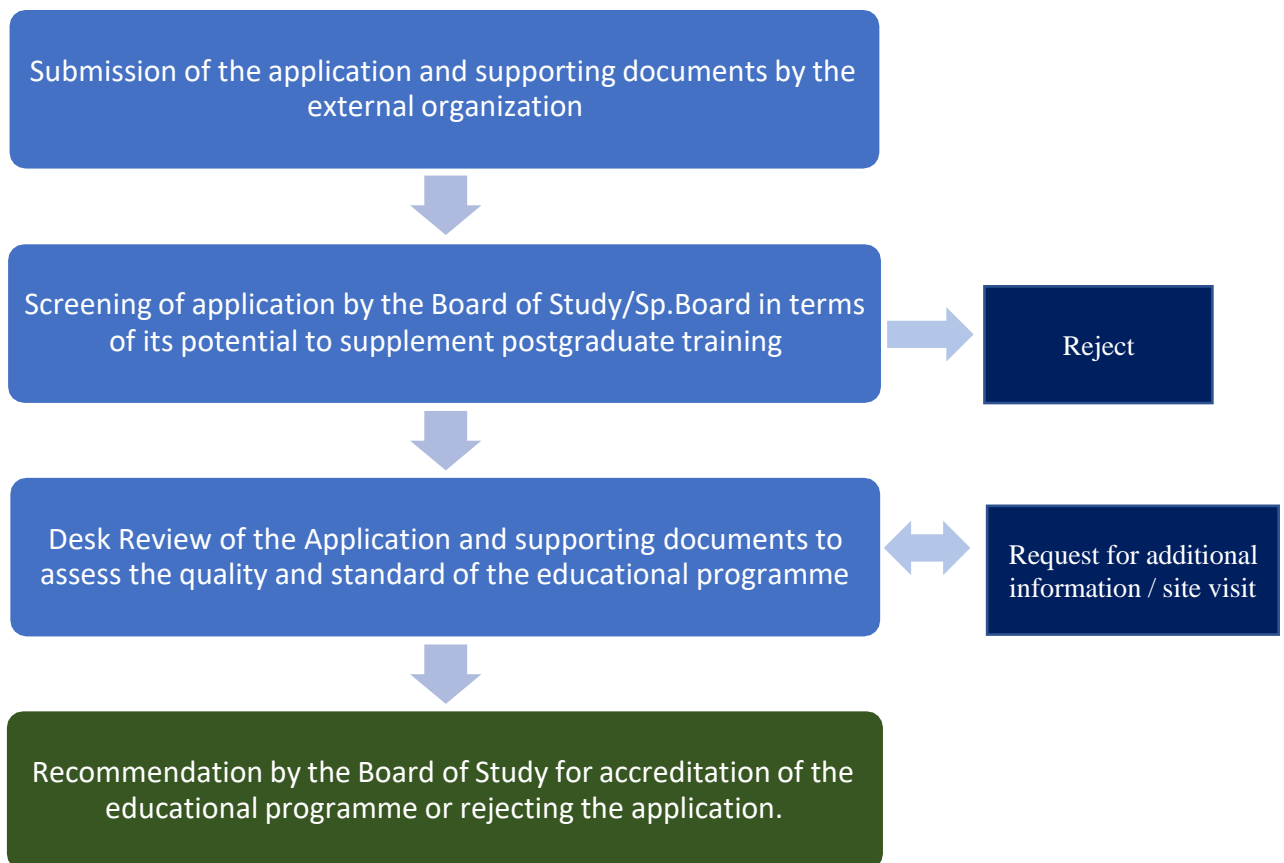 Submission of the application and supporting documents by the
external organization
Screening of application by the Board of Study/Sp.Board in terms
of its potential to supplement postgraduate training
Reject
Desk Review of the Application and supporting documents to
assess the quality and standard of the educational programme
Request for additional
information / site visit
Recommendation by the Board of Study for accreditation of the
educational programme or rejecting the application.